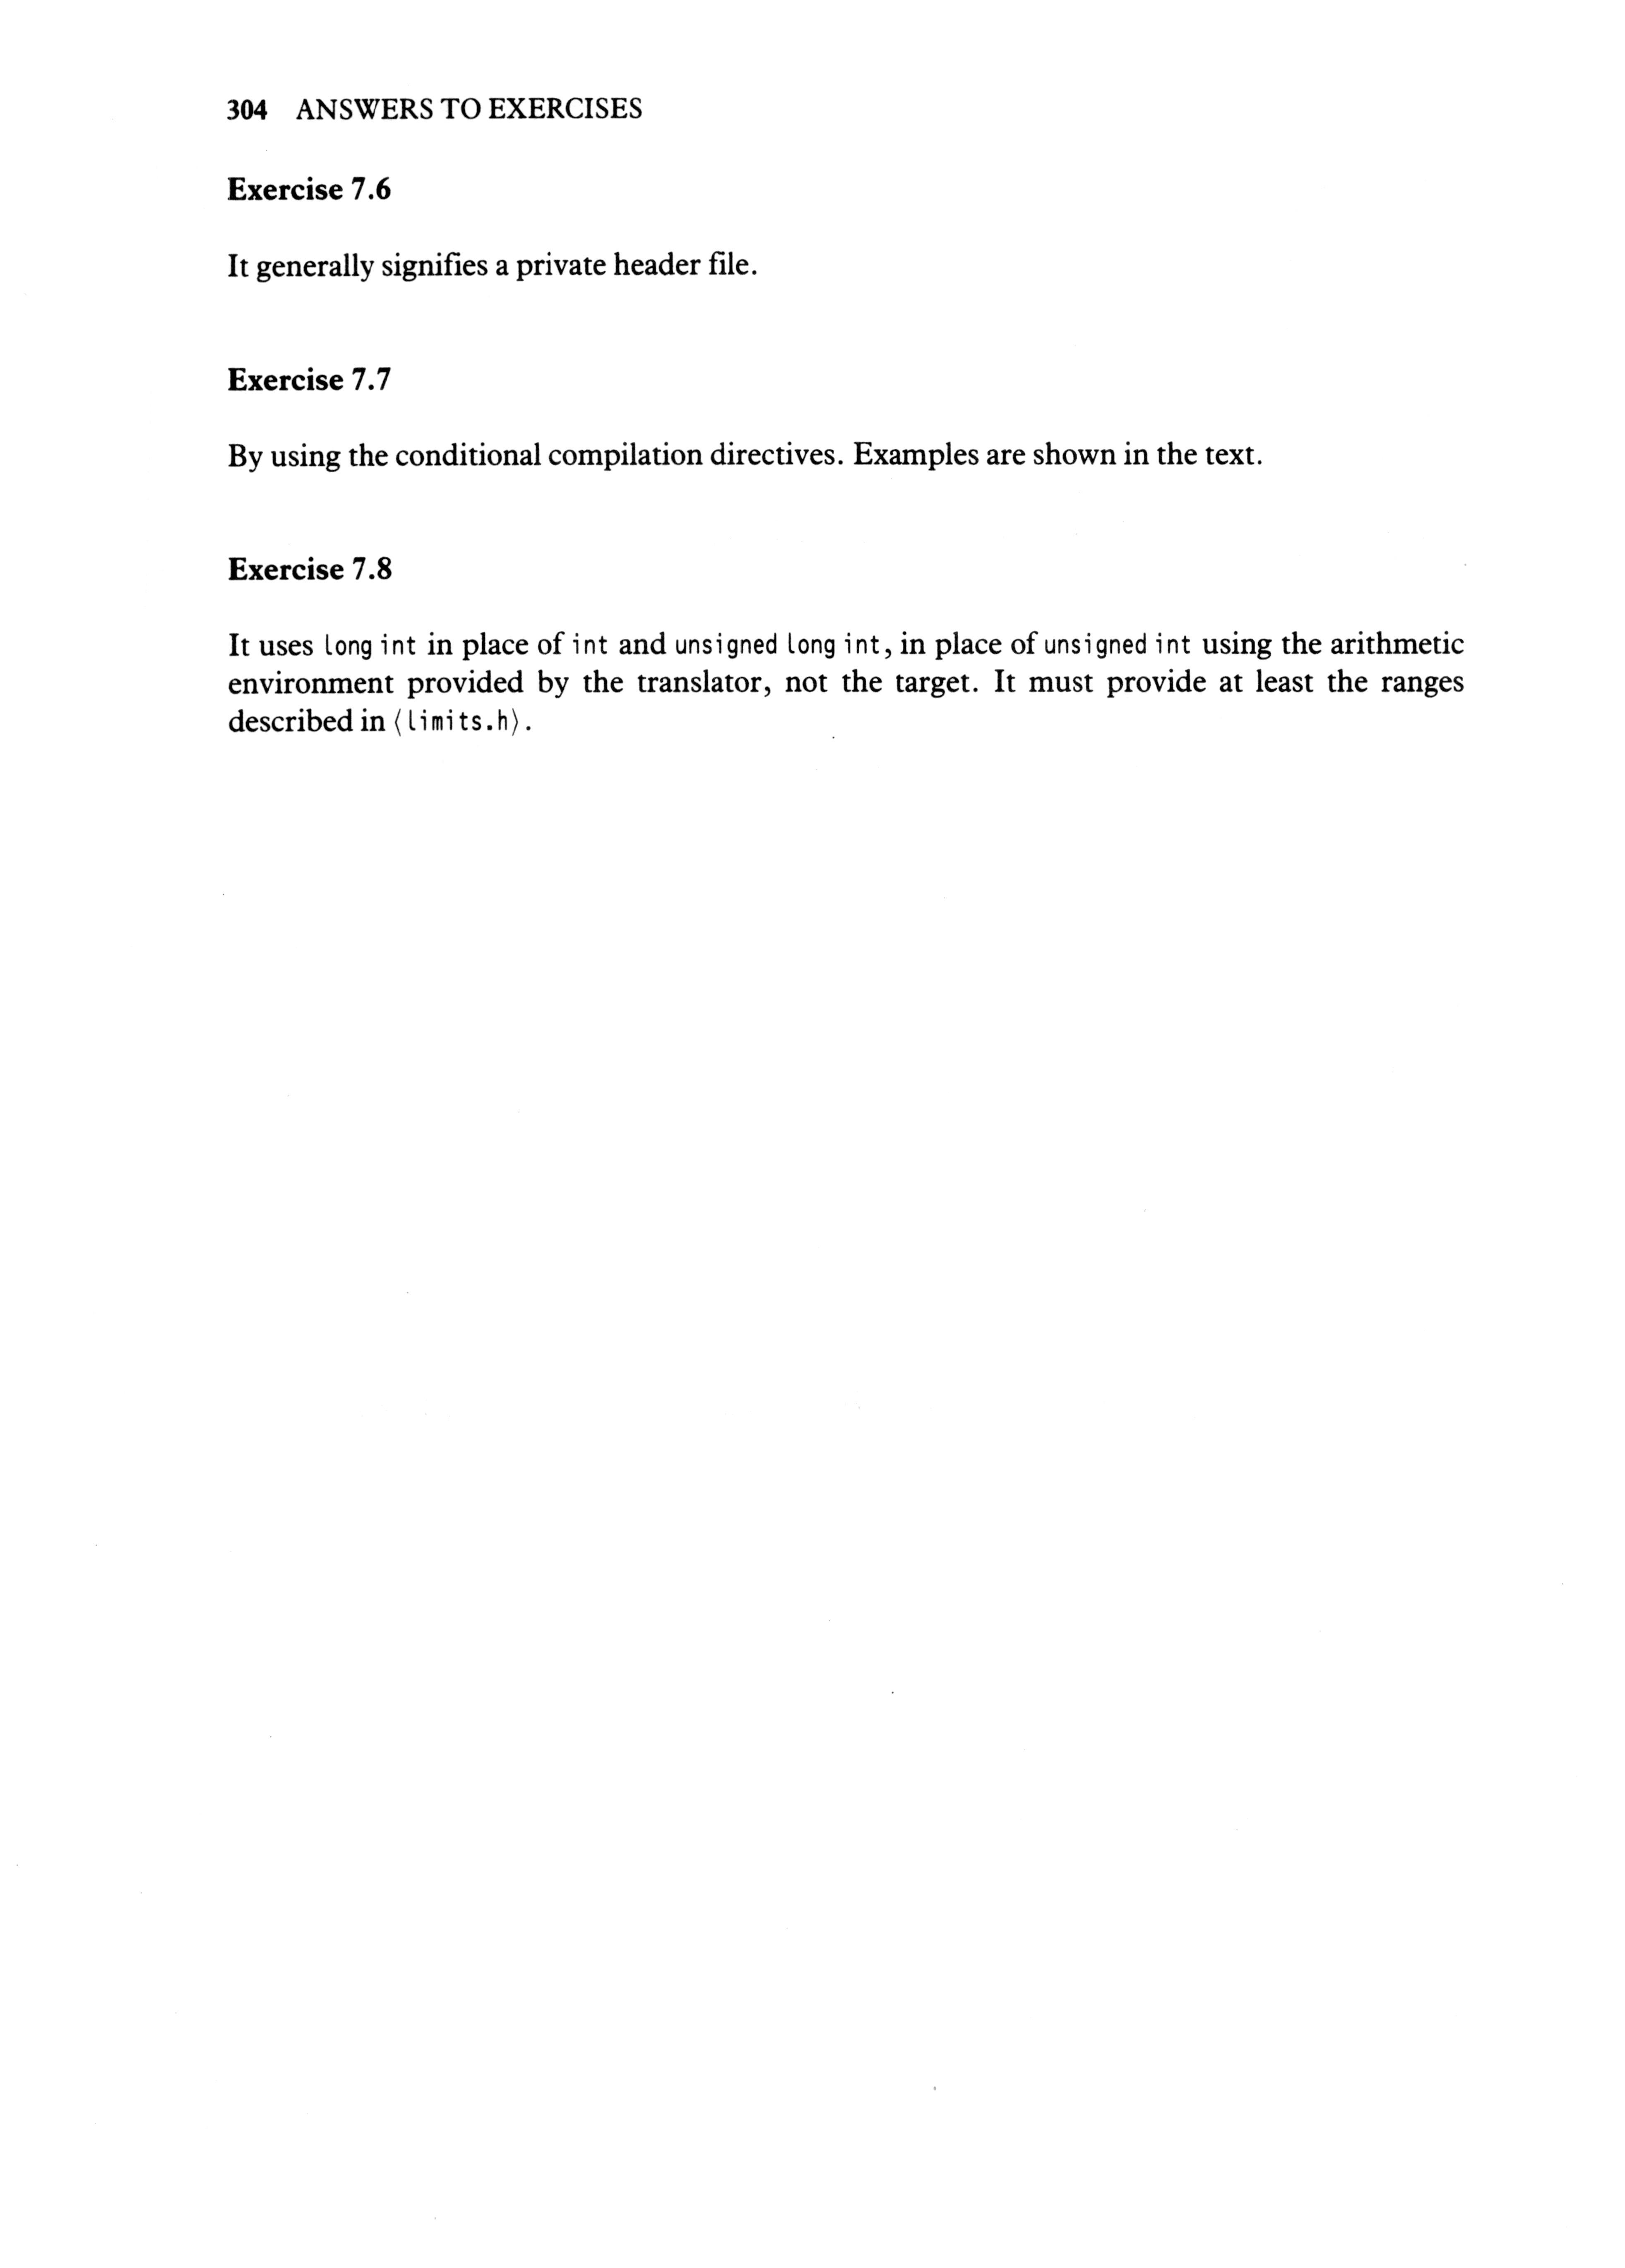 304 ANSWERS TO EXERCISES
Exercise 7.6
It generally signifies a private header file.
Exercise 7.7
By using the conditional compilation directives. Examples are shown in the text.
Exercise 7.8
It uses long int in place of int and unsigned long int, in place of unsigned int using the arithmetic
environment provided by the translator, not the target. It must provide at least the ranges
described in ⟨limits.h⟩.